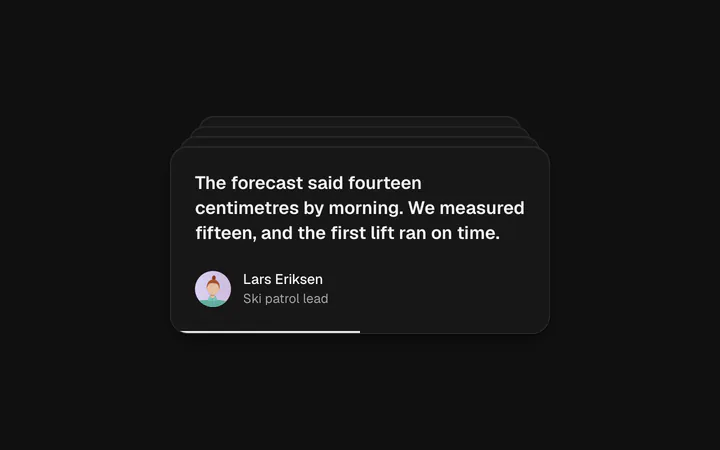 The forecast said fourteen
centimetres by morning. We measured
fifteen, and the first lift ran on time.
Lars Eriksen
Ski patrol lead